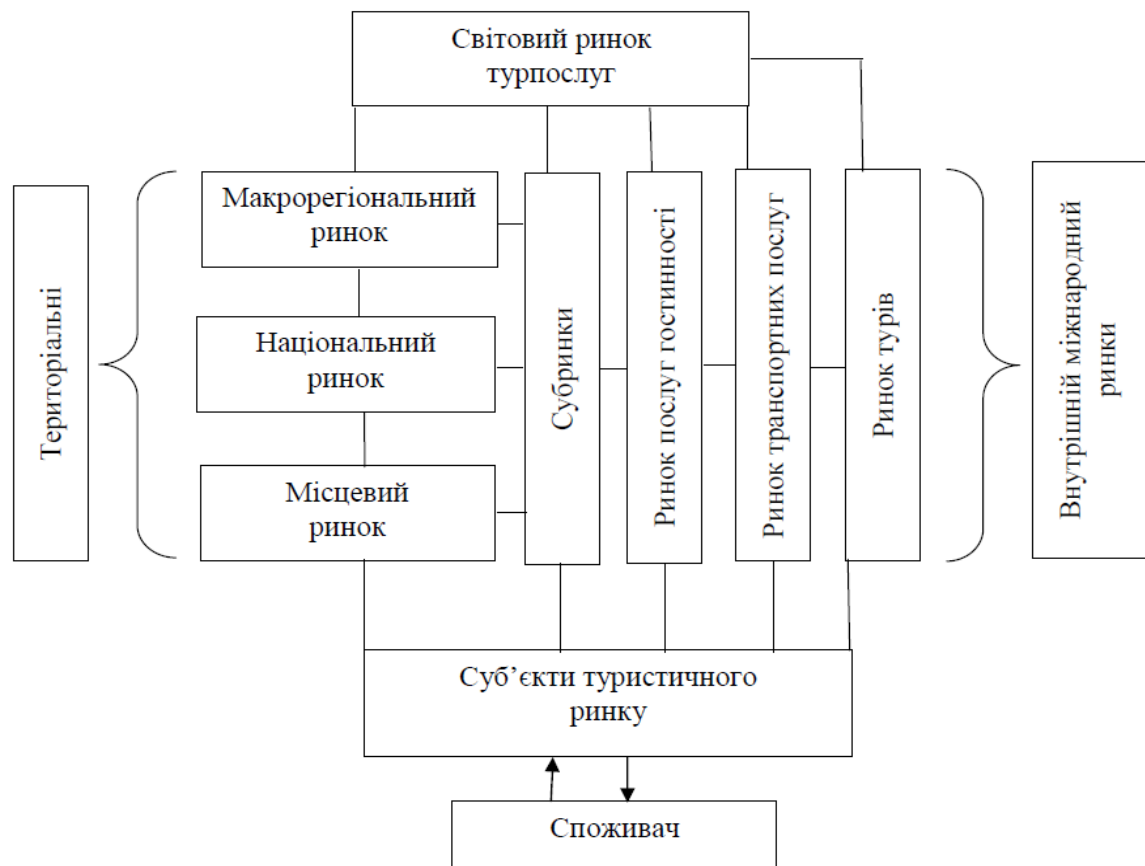 Світовий ринок
турпослуг
Територіальні
Макрорегіональний
ринок
Національний
ринок
Місцевий
ринок
Субринки
Ринок послуг гостинності
Ринок транспортних послуг
Ринок турів
Внутрішній міжнародний
ринки
Суб’єкти туристичного
ринку
Споживач